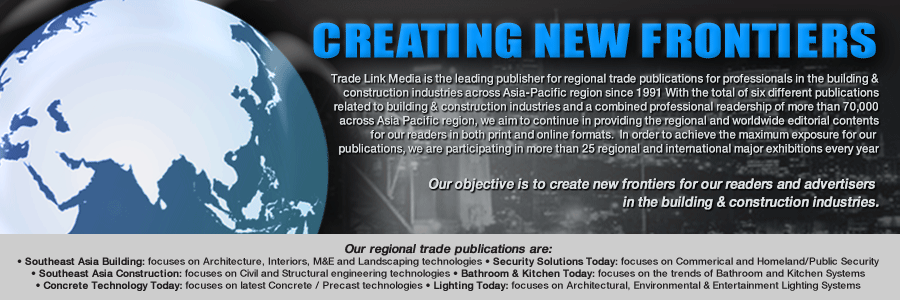 CREATING NEW FRONTIERS
Trade Link Media is the leading publisher for regional trade publications for professionals in the building &
construction industries across Asia-Pacific region since 1991 With the total of six different publications
related to building & construction industries and a combined professional readership of more than 70,000
across Asia Pacific region, we aim to continue in providing the regional and worldwide editorial contents
for our readers in both print and online formats. In order to achieve the maximum exposure for our
publications, we are participating in more than 25 regional and international major exhibitions every year
Our objective is to create new frontiers for our readers and advertisers
in the building & construction industries.
Our regional trade publications are:
• Southeast Asia Building: focuses on Architecture, Interiors, M&E and Landscaping technologies • Security Solutions Today: focuses on Commerical and Homeland/Public Security
• Southeast Asia Construction: focuses on Civil and Structural engineering technologies • Bathroom & Kitchen Today: focuses on the trends of Bathroom and Kitchen Systems
• Concrete Technology Today: focuses on latest Concrete / Precast technologies • Lighting Today: focuses on Architectural, Environmental & Entertainment Lighting Systems